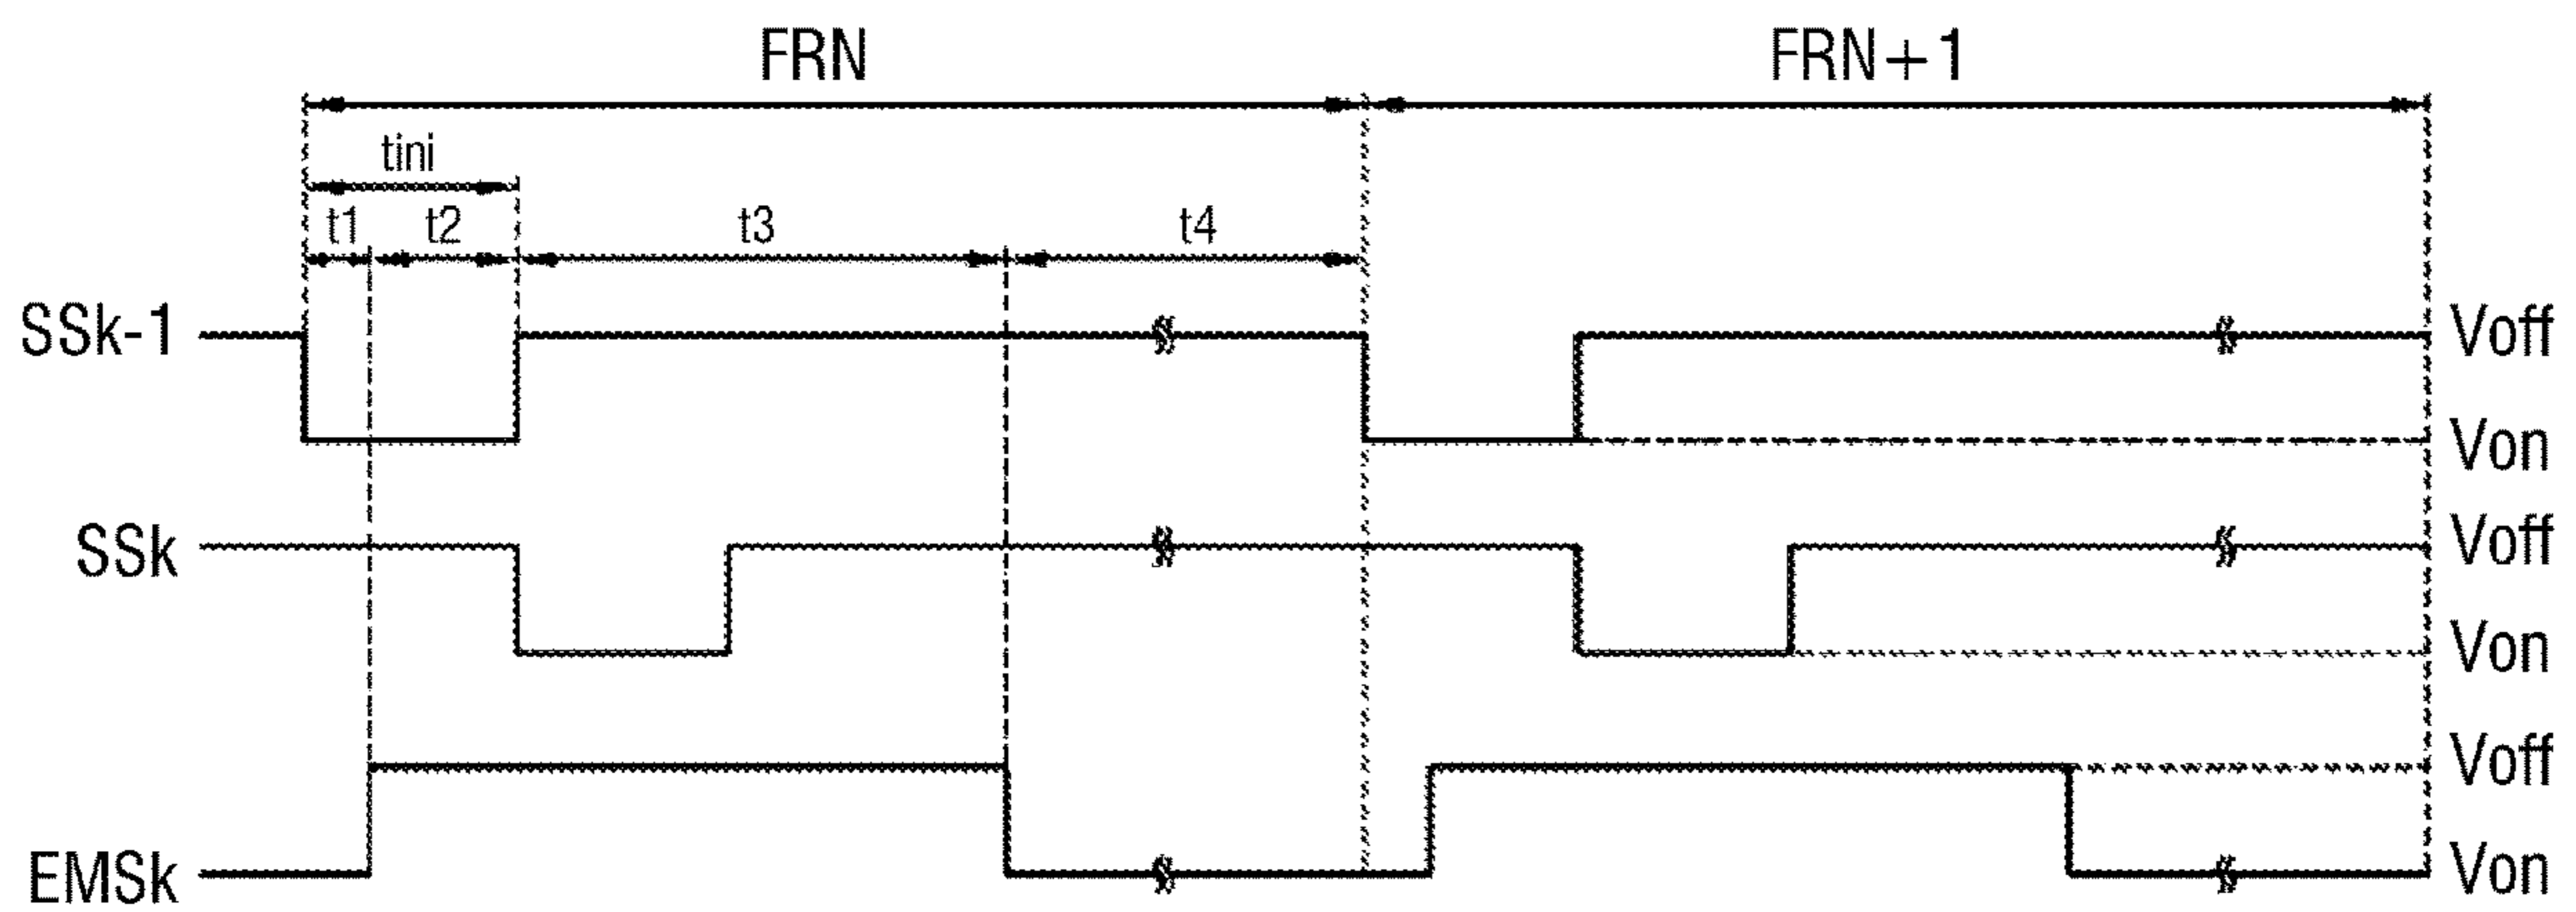 FRN FRN+1
tini
t1 t2 t3 t4
SSk-1 Voff
Von
SSk Voff
Von
Voff
EMSk Von